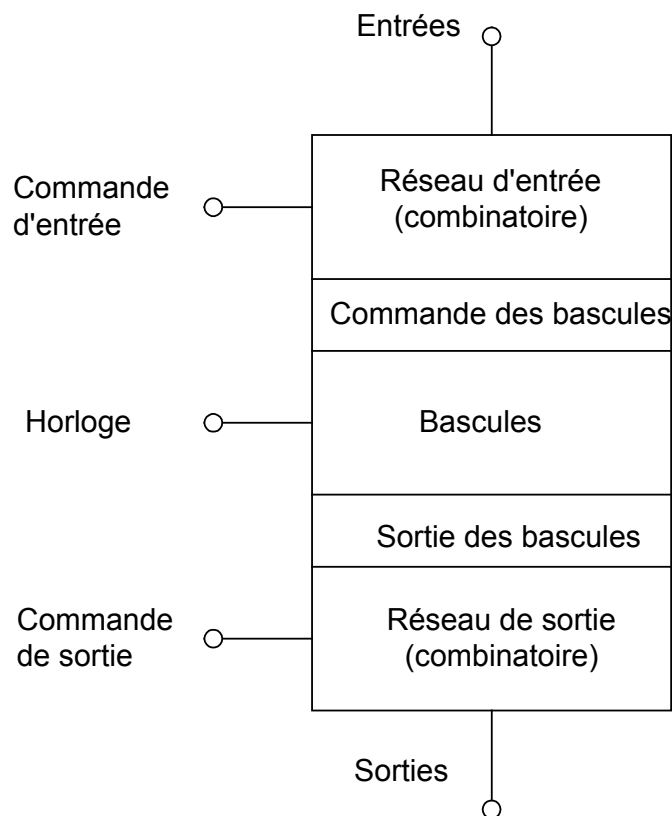 Entrées
Commande
d'entrée
Réseau d'entrée
(combinatoire)
Commande des bascules
Horloge
Bascules
Sortie des bascules
Commande
de sortie
Réseau de sortie
(combinatoire)
Sorties